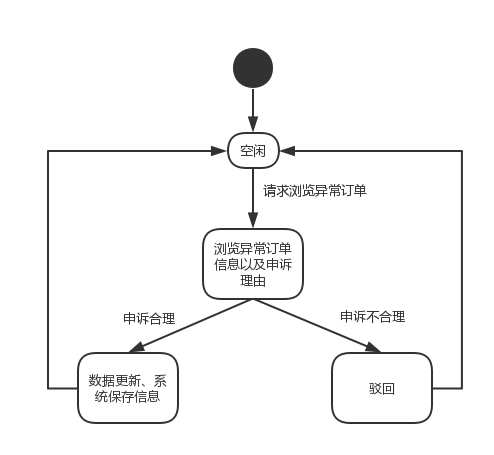 空闲
请求浏览异常订单
浏览异常订单
信息以及申诉
理由
申诉合理
申诉不合理
数据更新、系
统保存信息
驳回